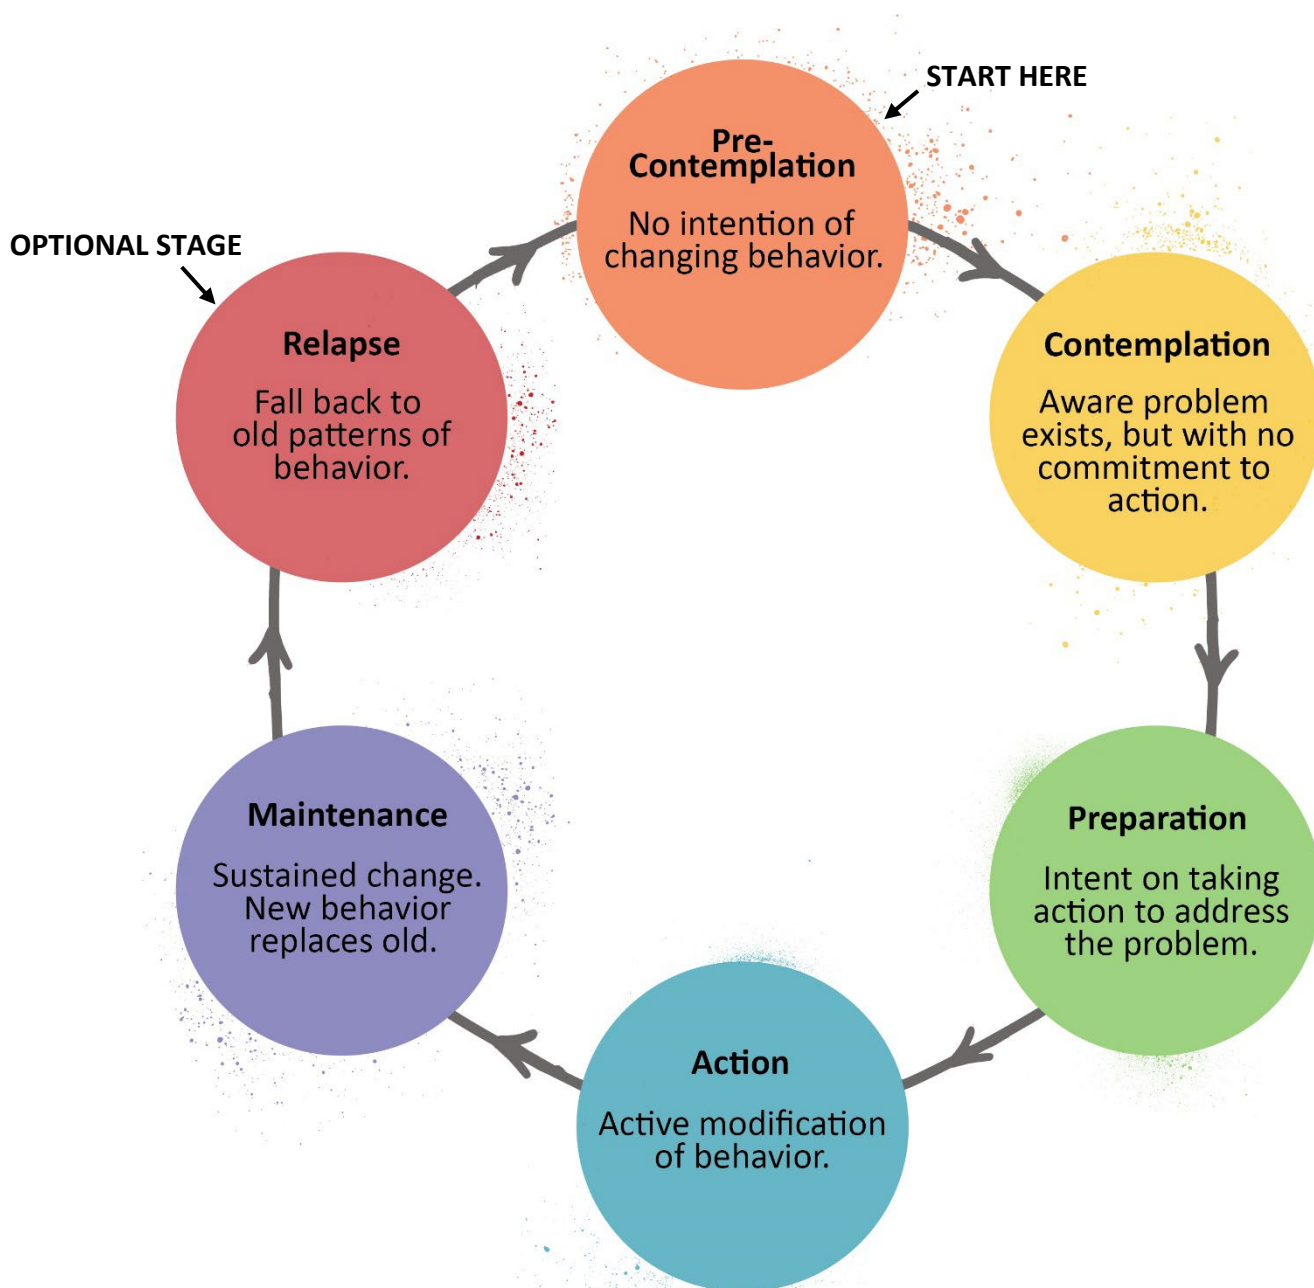 START HERE
Pre-
Contemplation
No intention of
changing behavior.
OPTIONAL STAGE
Relapse
Fall back to
old patterns of
behavior.
Contemplation
Aware problem
exists, but with no
commitment to
action.
Maintenance
Sustained change.
New behavior
replaces old.
Preparation
Intent on taking
action to address
the problem.
Action
Active modification
of behavior.